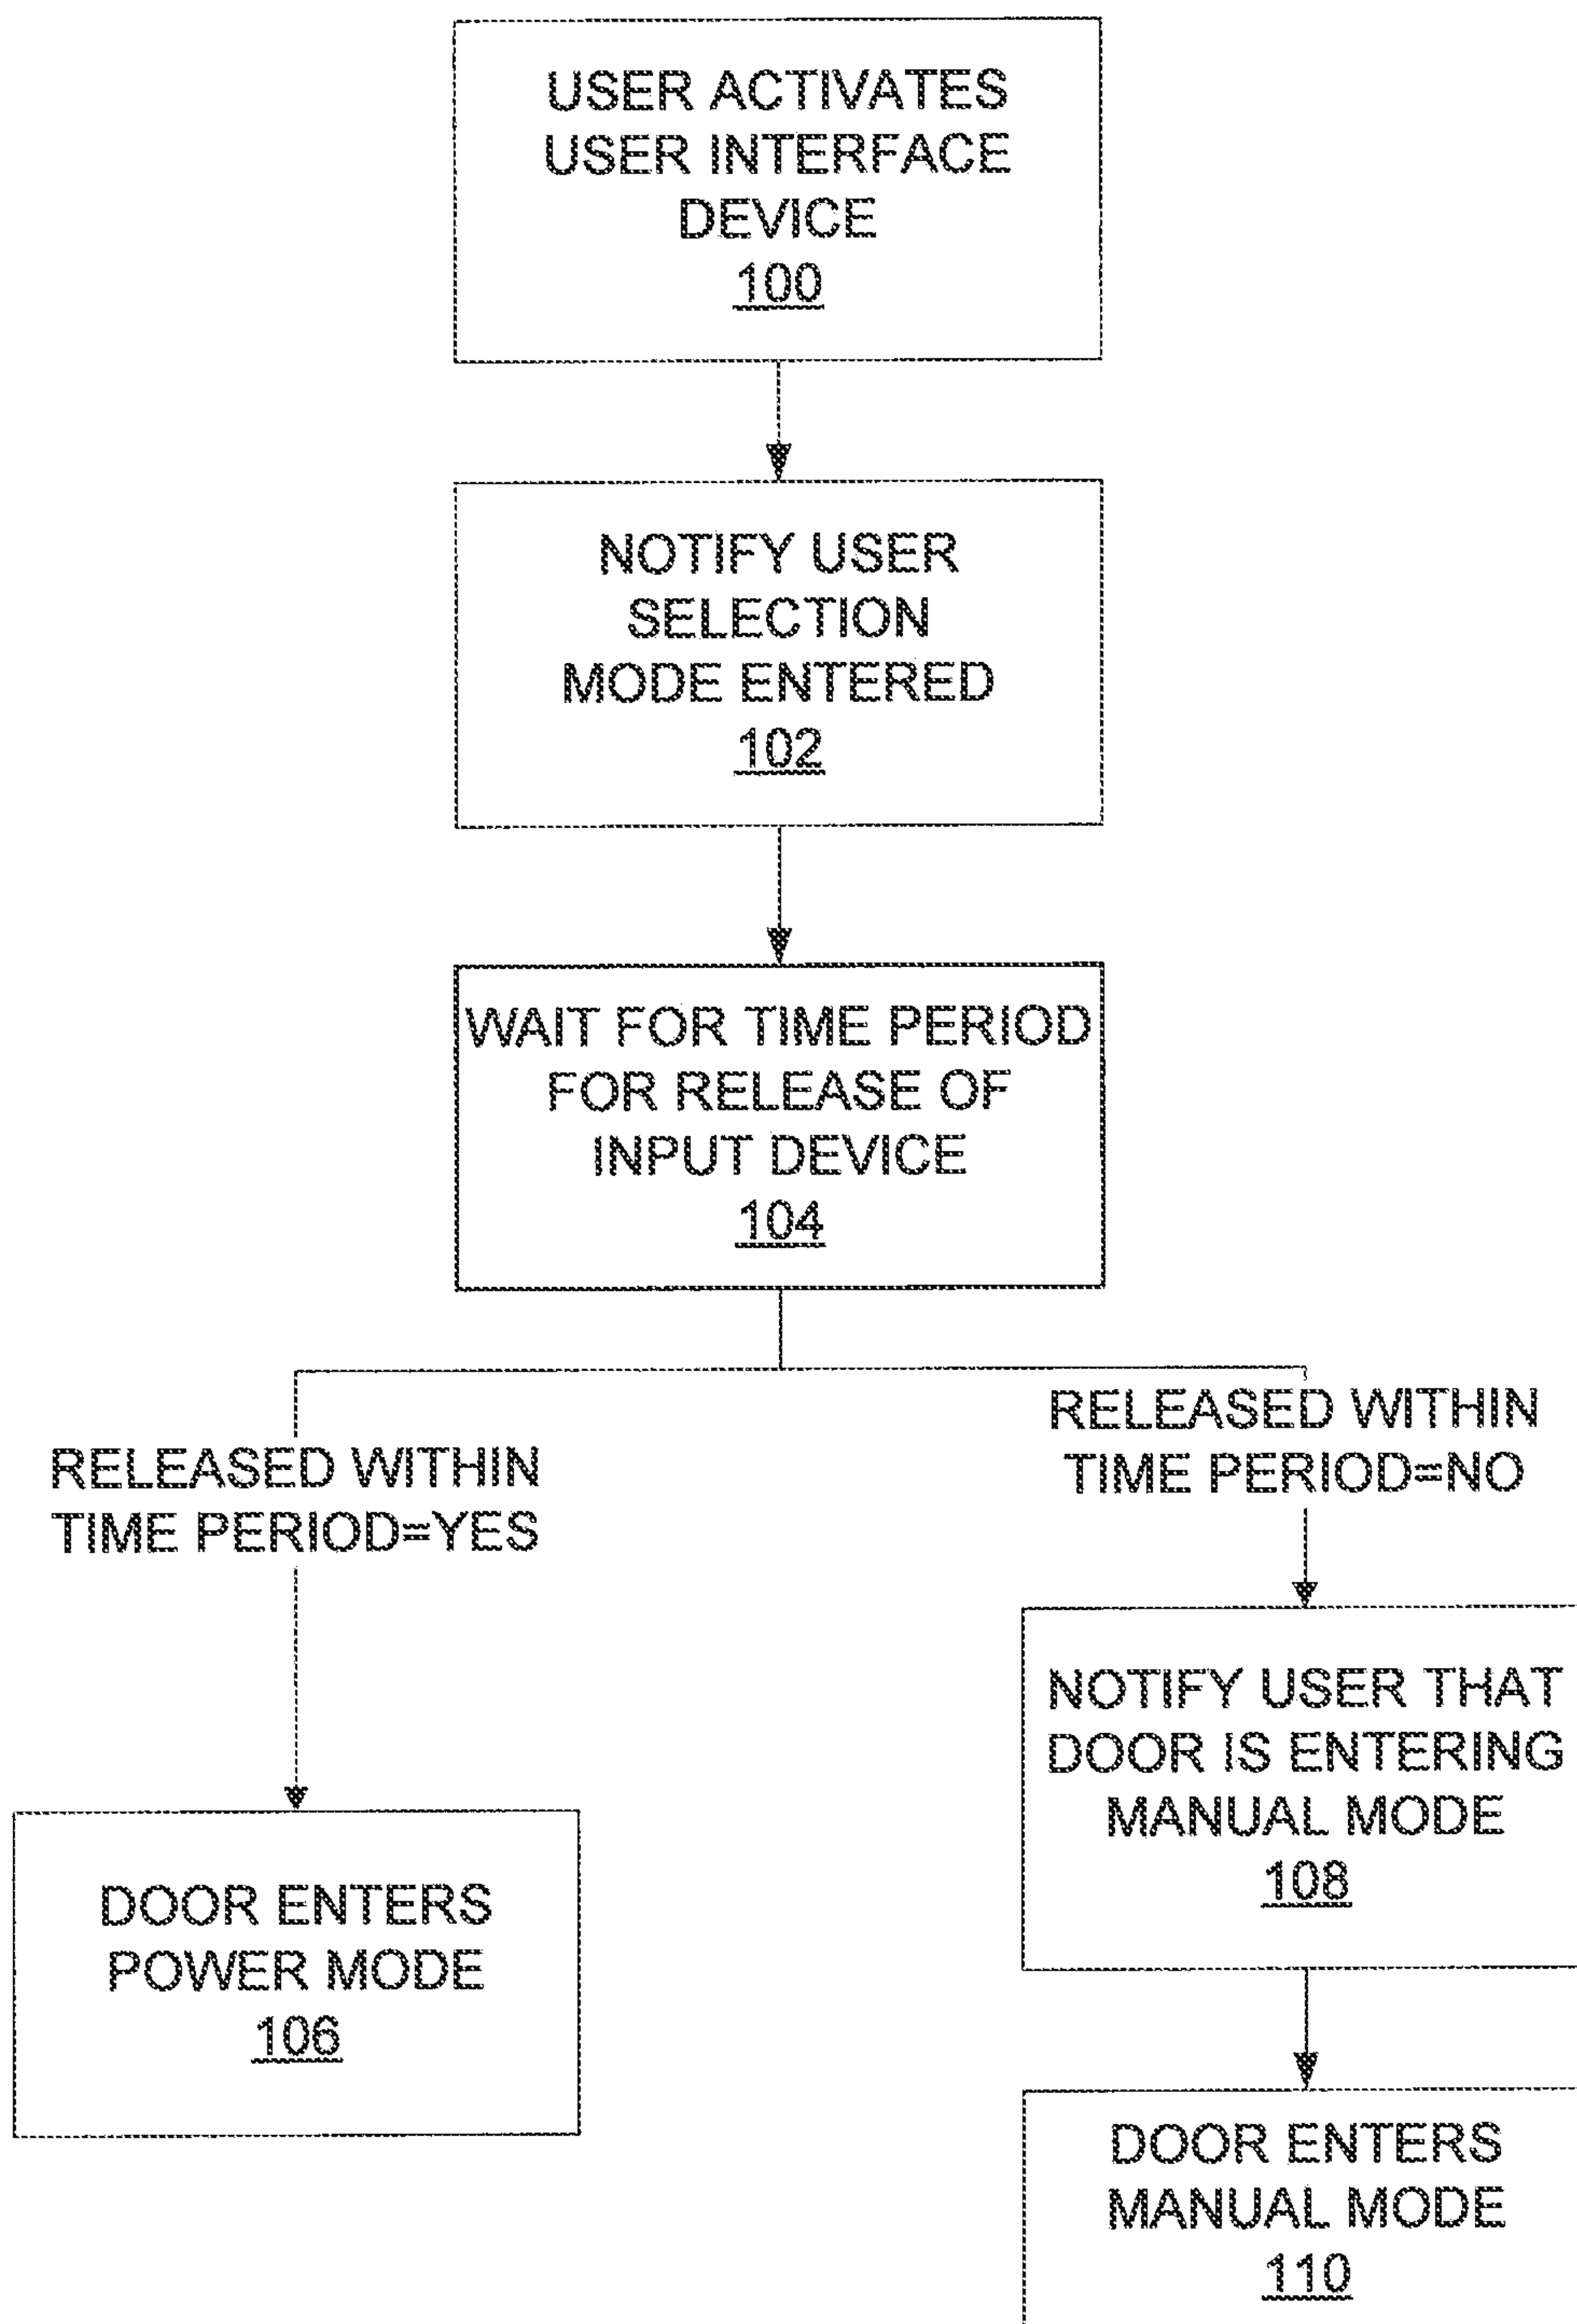 USER ACTIVATES
USER INTERFACE
DEVICE
100
NOTIFY USER
SELECTION
MODE ENTERED
102
WAIT FOR TIME PERIOD
FOR RELEASE OF
INPUT DEVICE
104
RELEASED WITHIN
TIME PERIOD=YES
RELEASED WITHIN
TIME PERIOD=NO
DOOR ENTERS
POWER MODE
106
NOTIFY USER THAT
DOOR IS ENTERING
MANUAL MODE
108
DOOR ENTERS
MANUAL MODE
110